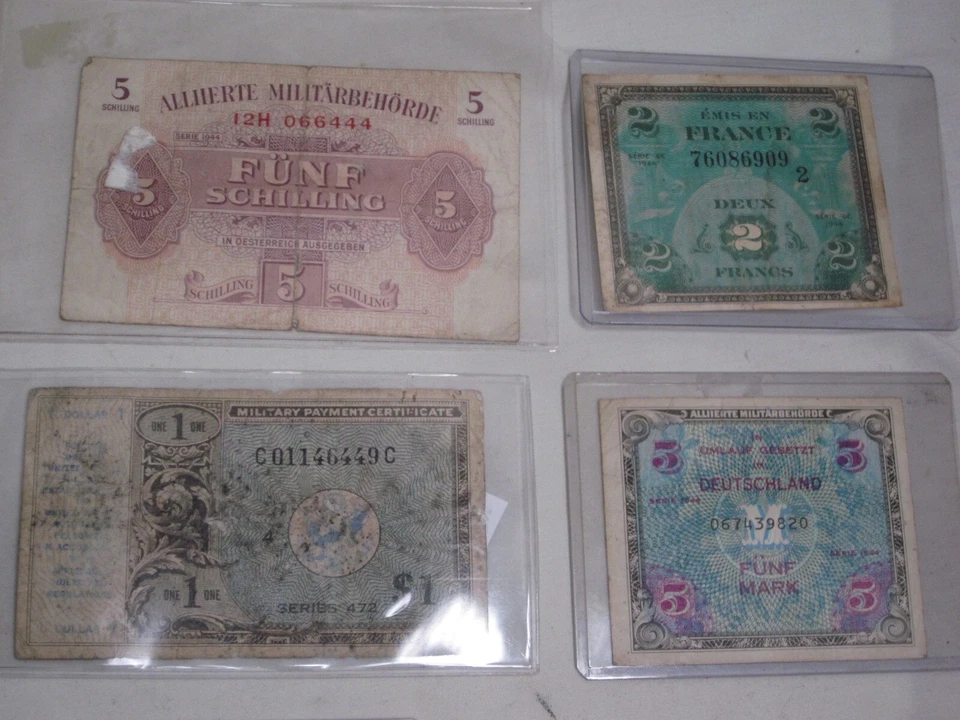 5 SCHILLING
ALLIIERTE MILITÄRBEHÖRDE
5 SCHILLING
12H 066444
SERIE 1944
FÜNF
SCHILLING
5 SCHILLING
5 SCHILLING
IN OESTERREICH AUSGEGEBEN
SCHILLING 5 SCHILLING
2 ÉMIS EN 2
FRANCE
76086909
2
DEUX
2
FRANCS
2 2
ONE 1 ONE
MILITARY PAYMENT CERTIFICATE
C01146449C
ONE 1 ONE
$1
SERIES 472
ALLIIERTE MILITÄRBEHÖRDE
5 IN 5
UMLAUF GESETZT
IN
DEUTSCHLAND
SERIE 1944
067439820
M
SERIE 1944
FÜNF
MARK
5 5